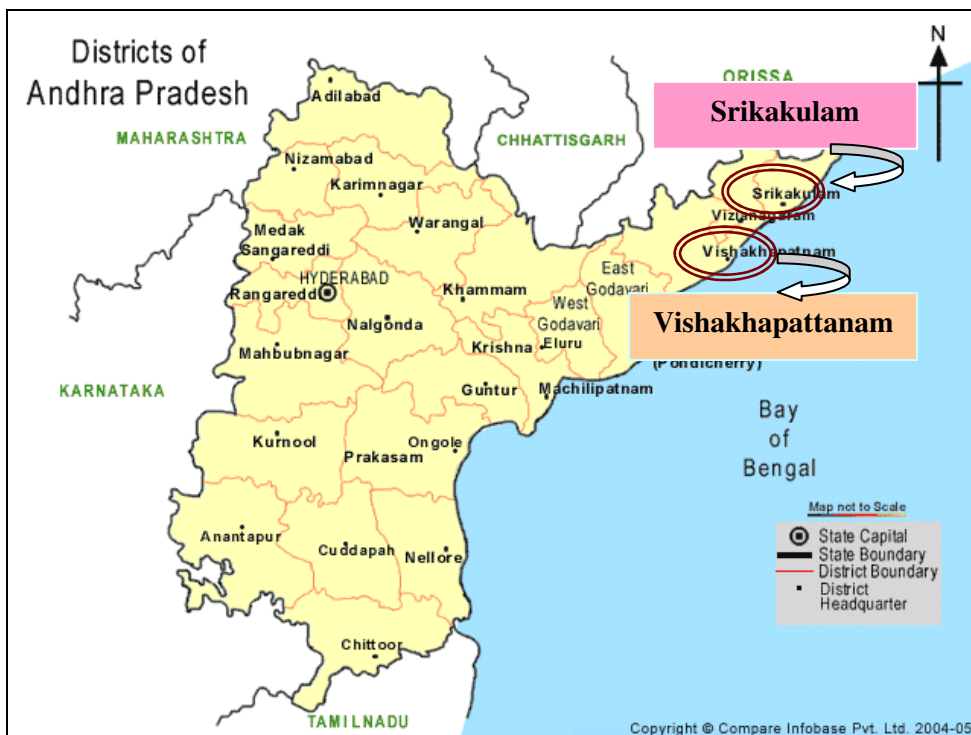 Districts of
Andhra Pradesh
N
ORISSA
Srikakulam
MAHARASHTRA
CHHATTISGARH
Adilabad
Nizamabad
Karimnagar
Warangal
Srikakulam
Vizianagaram
Medak
Sangareddi
Vishakhapatnam
HYDERABAD
Rangareddi
Khammam
East
Godavari
West
Godavari
Vishakhapattanam
Nalgonda
Mahbubnagar
Krishna
Eluru
(Pondicherry)
KARNATAKA
Guntur
Machilipatnam
Bay
of
Bengal
Kurnool
Ongole
Prakasam
Anantapur
Cuddapah
Nellore
Chittoor
TAMILNADU
Map not to Scale
State Capital
State Boundary
District Boundary
District
Headquarter
Copyright © Compare Infobase Pvt. Ltd. 2004-05